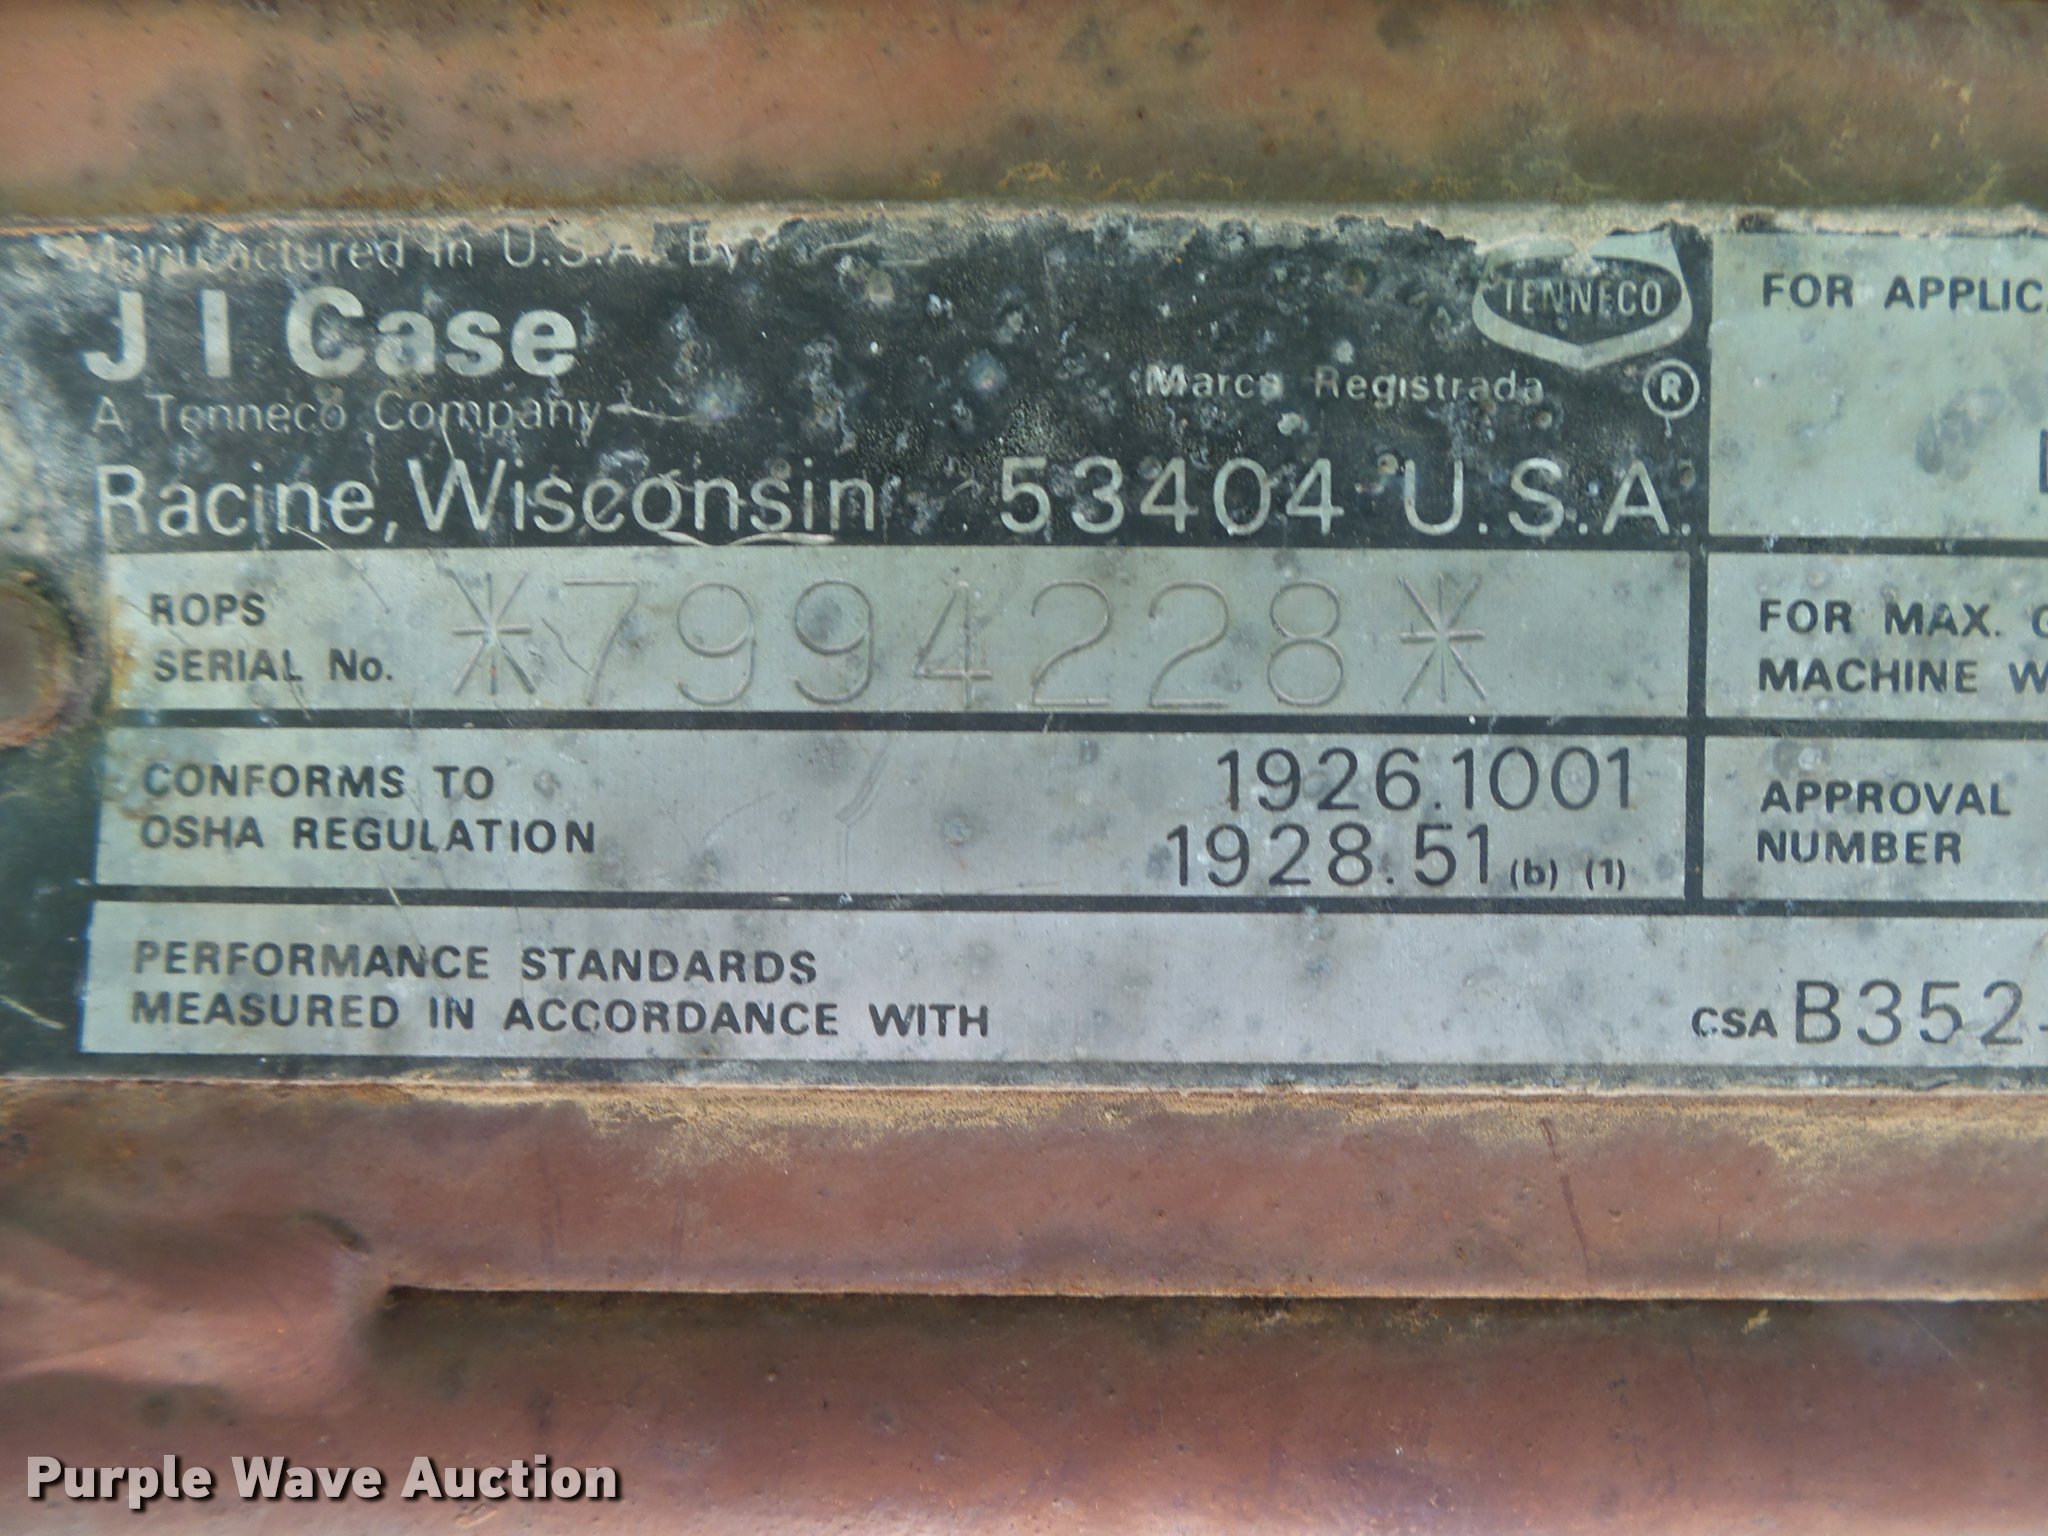 Manufactured In U.S.A. By
J I Case
A Tenneco Company
Racine, Wisconsin 53404 U.S.A.
TENNECO
Marca Registrada ®
ROPS
SERIAL No. *7994228*
CONFORMS TO
OSHA REGULATION
1926.1001
1928.51 (b) (1)
PERFORMANCE STANDARDS
MEASURED IN ACCORDANCE WITH
CSA B352-
FOR APPLIC
FOR MAX. G
MACHINE W
APPROVAL
NUMBER
Purple Wave Auction